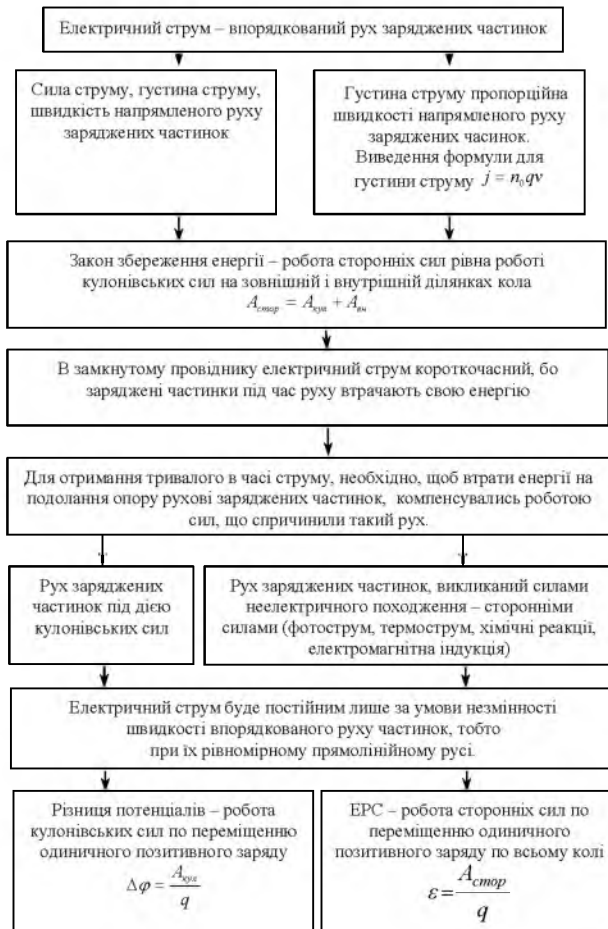 Електричний струм – впорядкований рух заряджених частинок
Сила струму, густина струму,
швидкість напрямленого руху
заряджених частинок
Густина струму пропорційна
швидкості напрямленого руху
заряджених часинок.
Виведення формули для
густини струму j = n₀qv
Закон збереження енергії – робота сторонніх сил рівна роботі
кулонівських сил на зовнішній і внутрішній ділянках кола
Aстор = Aкул + Aвн
В замкнутому провіднику електричний струм короткочасний, бо
заряджені частинки під час руху втрачають свою енергію
Для отримання тривалого в часі струму, необхідно, щоб втрати енергії на
подолання опору рухові заряджених частинок, компенсувались роботою
сил, що спричинили такий рух.
Рух заряджених
частинок під дією
кулонівських сил
Рух заряджених частинок, викликаний силами
неелектричного походження – сторонніми
силами (фотострум, термострум, хімічні реакції,
електромагнітна індукція)
Електричний струм буде постійним лише за умови незмінності
швидкості впорядкованого руху частинок, тобто
при їх рівномірному прямолінійному русі.
Різниця потенціалів – робота
кулонівських сил по переміщенню
одиничного позитивного заряду
Δφ = Aкул / q
ЕРС – робота сторонніх сил по
переміщенню одиничного
позитивного заряду по всьому колі
ε = Aстор / q